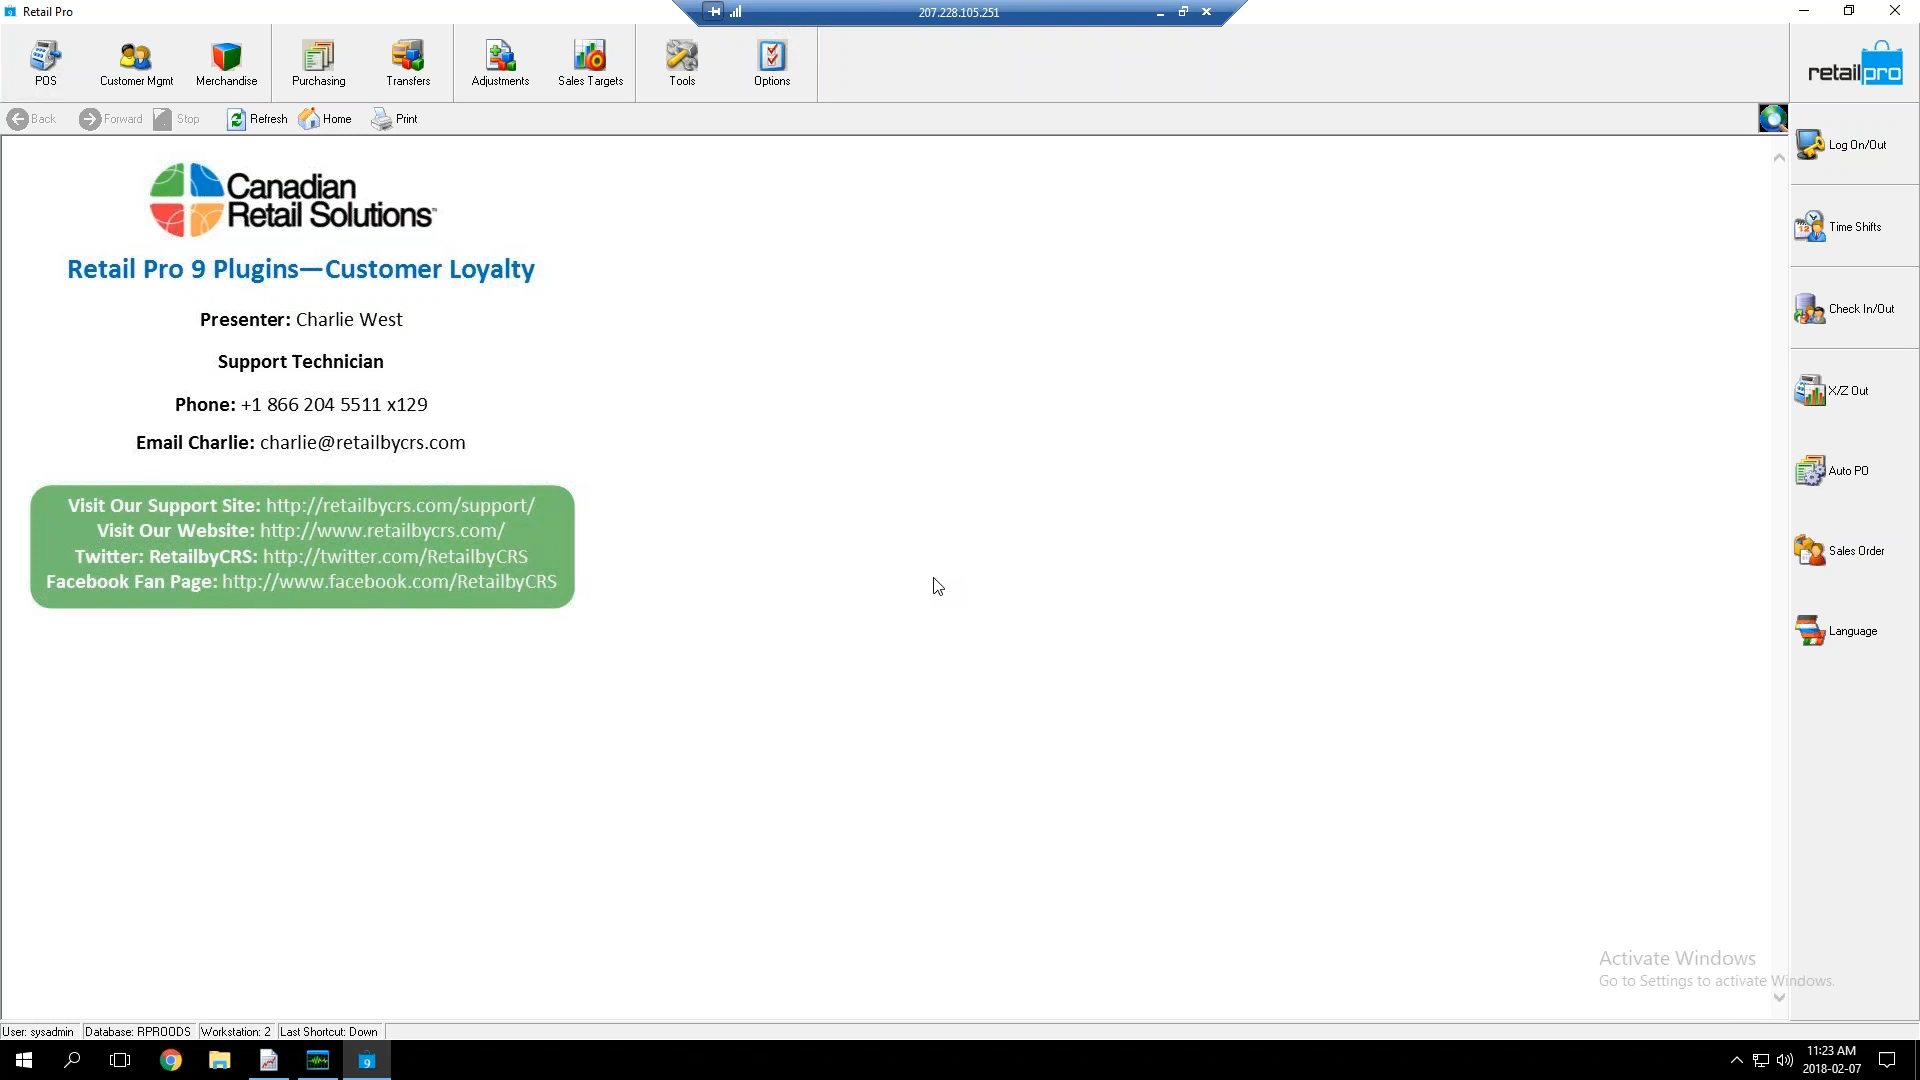 Retail Pro
207.228.105.251
POS
Customer Mgmt
Merchandise
Purchasing
Transfers
Adjustments
Sales Targets
Tools
Options
retailpro
Back
Forward
Stop
Refresh
Home
Print
Canadian
Retail Solutions™
Retail Pro 9 Plugins—Customer Loyalty
Presenter: Charlie West
Support Technician
Phone: +1 866 204 5511 x129
Email Charlie: charlie@retailbycrs.com
Visit Our Support Site: http://retailbycrs.com/support/
Visit Our Website: http://www.retailbycrs.com/
Twitter: RetailbyCRS: http://twitter.com/RetailbyCRS
Facebook Fan Page: http://www.facebook.com/RetailbyCRS
Log On/Out
Time Shifts
Check In/Out
X/Z Out
Auto PO
Sales Order
Language
Activate Windows
Go to Settings to activate Windows.
User: sysadmin
Database: RPROODS
Workstation: 2
Last Shortcut: Down
11:23 AM
2018-02-07